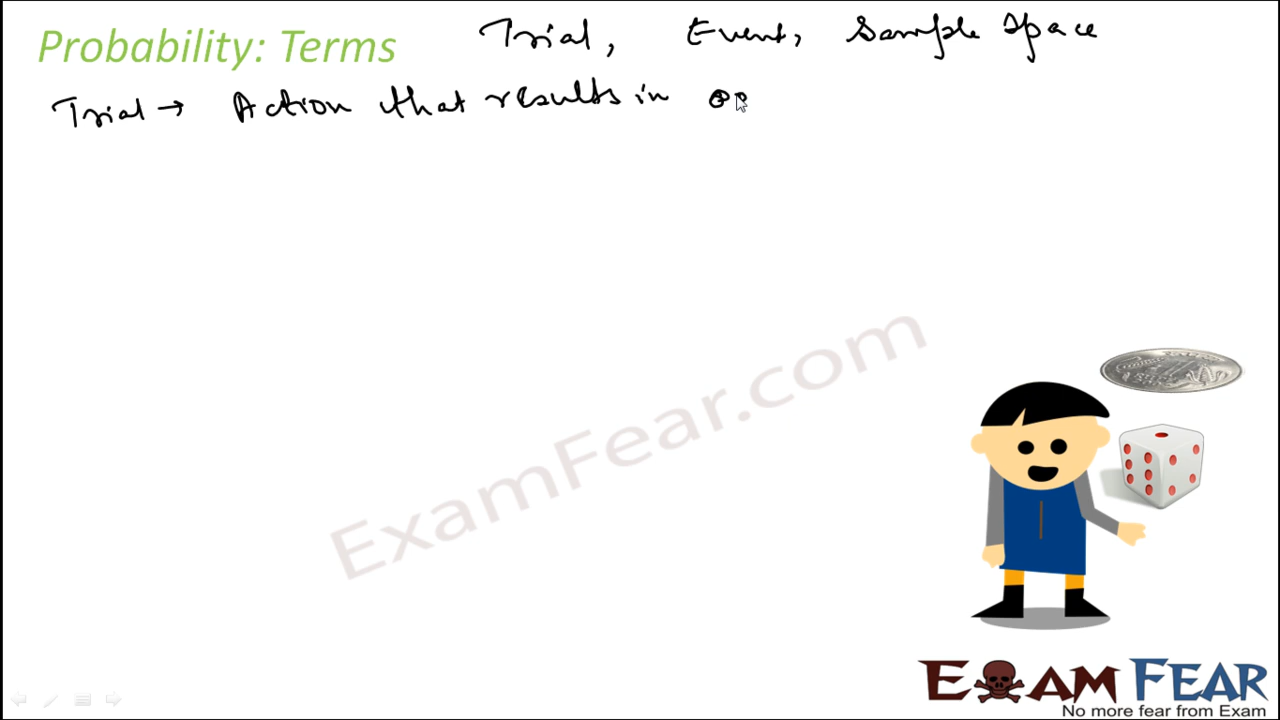 Probability: Terms Trial, Event, Sample Space
Trial → Action that results in
ExamFear.com
EXAM FEAR
No more fear from Exam